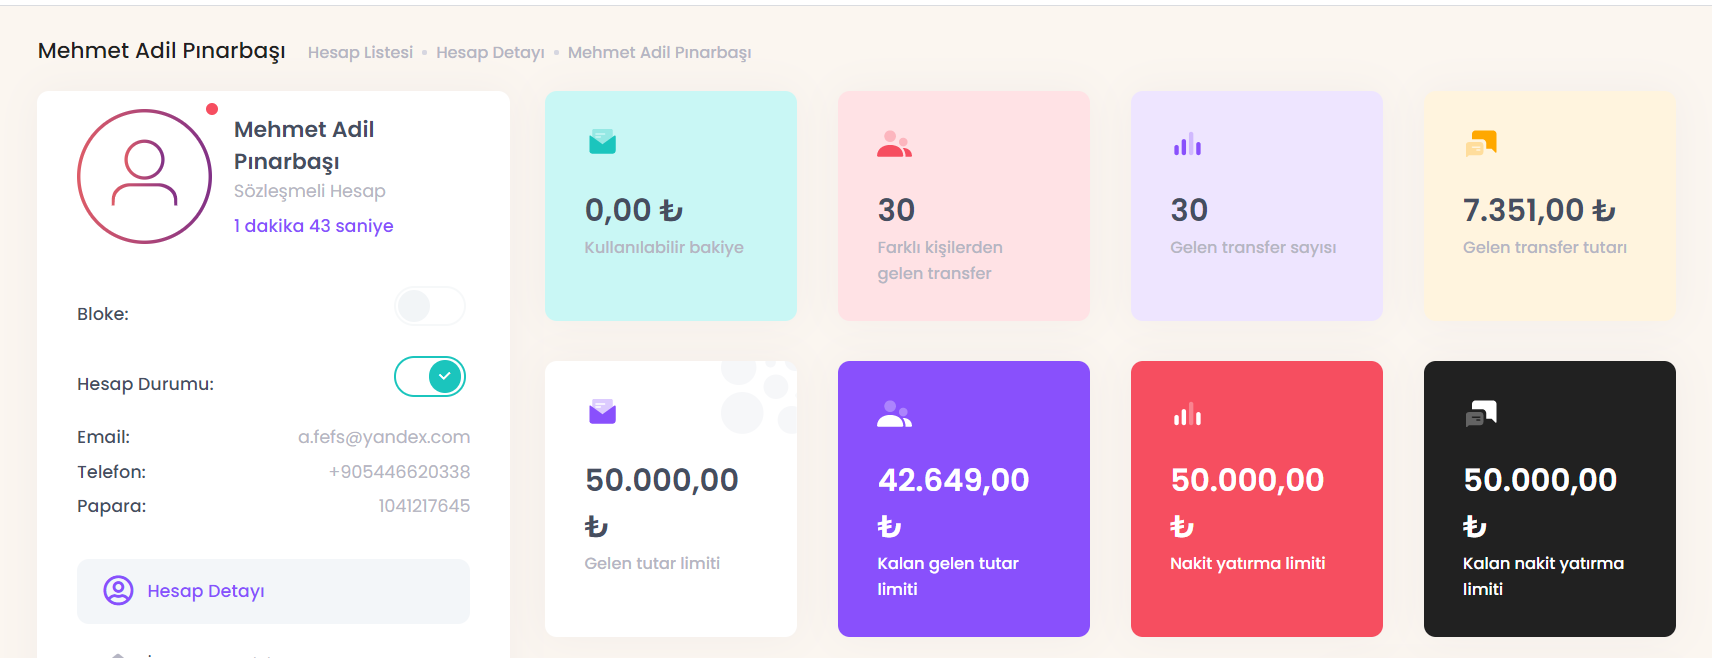 Mehmet Adil Pınarbaşı
Hesap Listesi • Hesap Detayı • Mehmet Adil Pınarbaşı
Mehmet Adil
Pınarbaşı
Sözleşmeli Hesap
1 dakika 43 saniye
Bloke:
Hesap Durumu:
Email: a.fefs@yandex.com
Telefon: +905446620338
Papara: 1041217645
Hesap Detayı
0,00 ₺
Kullanılabilir bakiye
30
Farklı kişilerden
gelen transfer
30
Gelen transfer sayısı
7.351,00 ₺
Gelen transfer tutarı
50.000,00
₺
Gelen tutar limiti
42.649,00
₺
Kalan gelen tutar
limiti
50.000,00
₺
Nakit yatırma limiti
50.000,00
₺
Kalan nakit yatırma
limiti